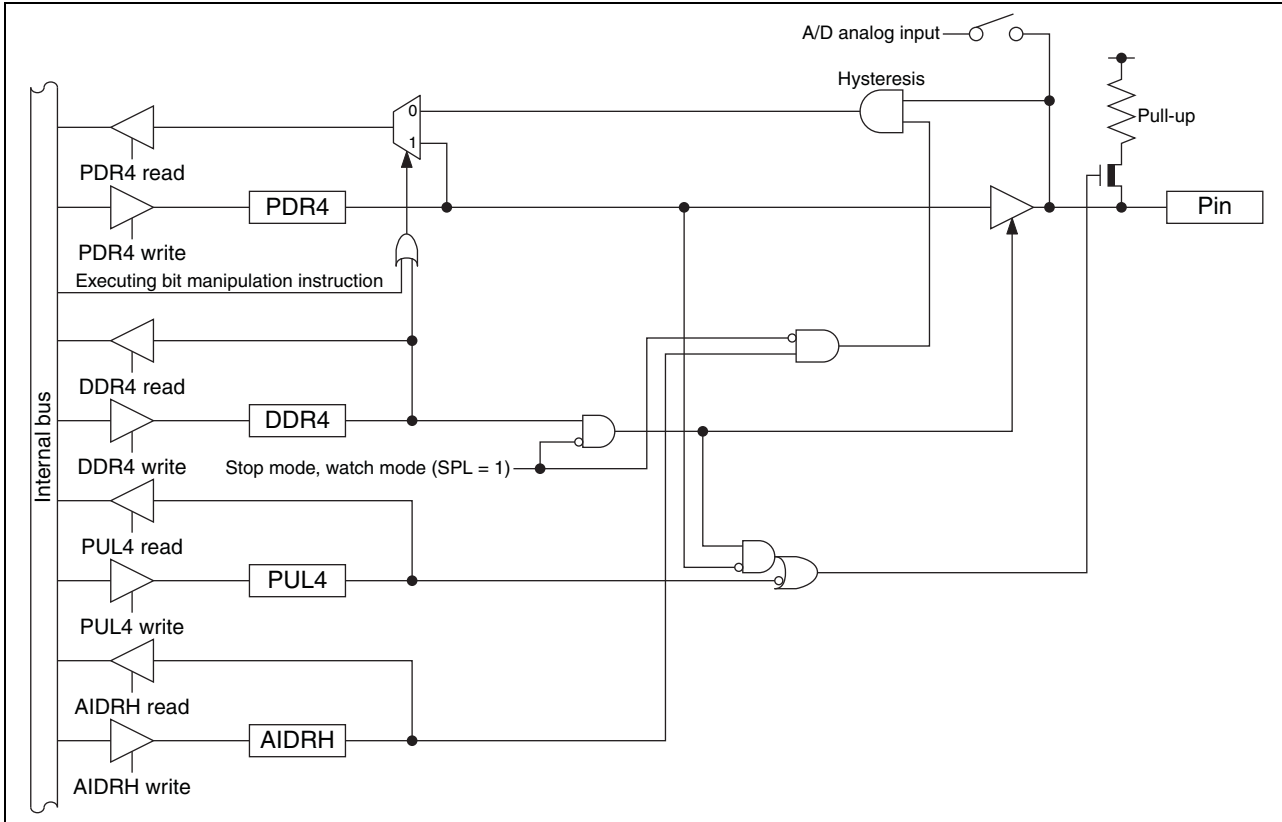 A/D analog input
Hysteresis
0
1
Pull-up
PDR4 read
PDR4
Pin
PDR4 write
Executing bit manipulation instruction
DDR4 read
DDR4
DDR4 write
Stop mode, watch mode (SPL = 1)
Internal bus
PUL4 read
PUL4
PUL4 write
AIDRH read
AIDRH
AIDRH write